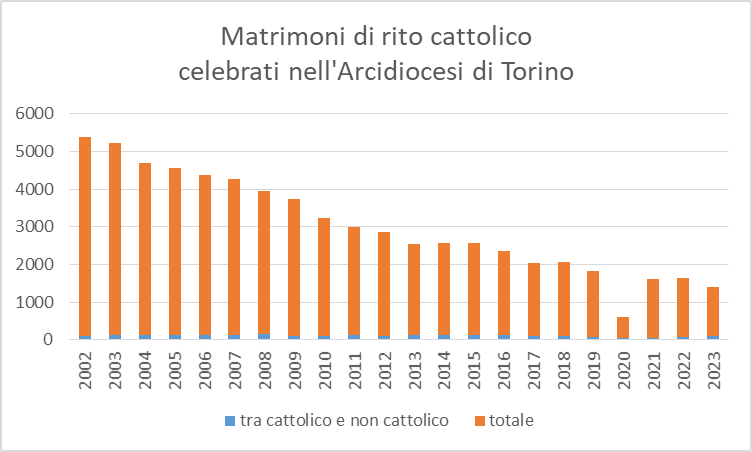 Matrimoni di rito cattolico
celebrati nell'Arcidiocesi di Torino
6000
5000
4000
3000
2000
1000
0
2002 2003 2004 2005 2006 2007 2008 2009 2010 2011 2012 2013 2014 2015 2016 2017 2018 2019 2020 2021 2022 2023
tra cattolico e non cattolico totale